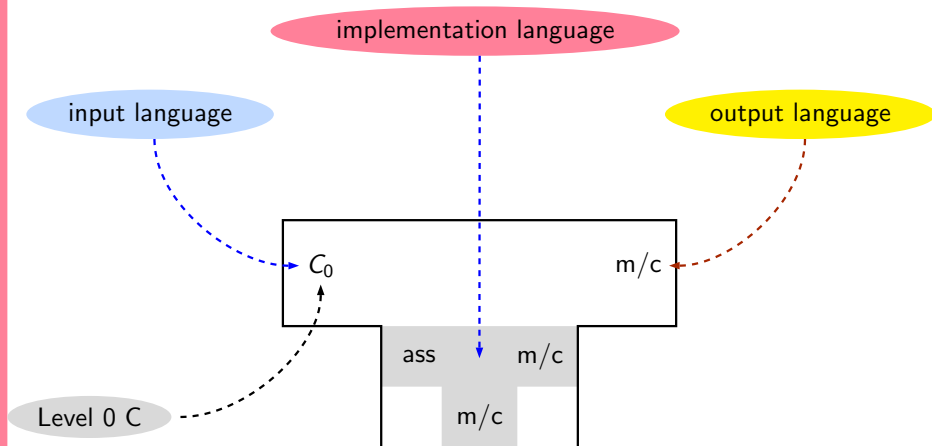 implementation language
input language
output language
C0
m/c
ass
m/c
Level 0 C
m/c